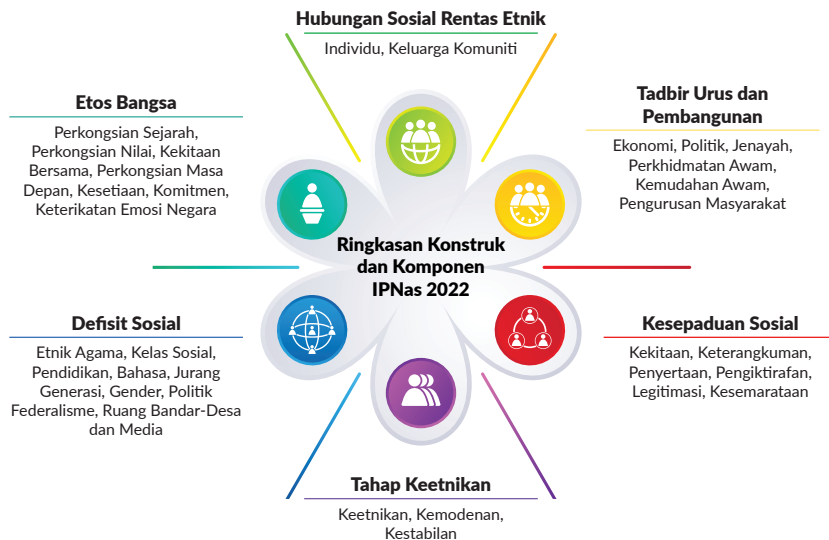 Hubungan Sosial Rentas Etnik
Individu, Keluarga Komuniti
Etos Bangsa
Perkongsian Sejarah,
Perkongsian Nilai, Kekitaan
Bersama, Perkongsian Masa
Depan, Kesetiaan, Komitmen,
Keterikatan Emosi Negara
Tadbir Urus dan
Pembangunan
Ekonomi, Politik, Jenayah,
Perkhidmatan Awam,
Kemudahan Awam,
Pengurusan Masyarakat
Ringkasan Konstruk
dan Komponen
IPNas 2022
Defisit Sosial
Etnik Agama, Kelas Sosial,
Pendidikan, Bahasa, Jurang
Generasi, Gender, Politik
Federalisme, Ruang Bandar-Desa
dan Media
Kesepaduan Sosial
Kekitaan, Keterangkuman,
Penyertaan, Pengiktirafan,
Legitimasi, Kesemarataan
Tahap Keetnikan
Keetnikan, Kemodenan,
Kestabilan